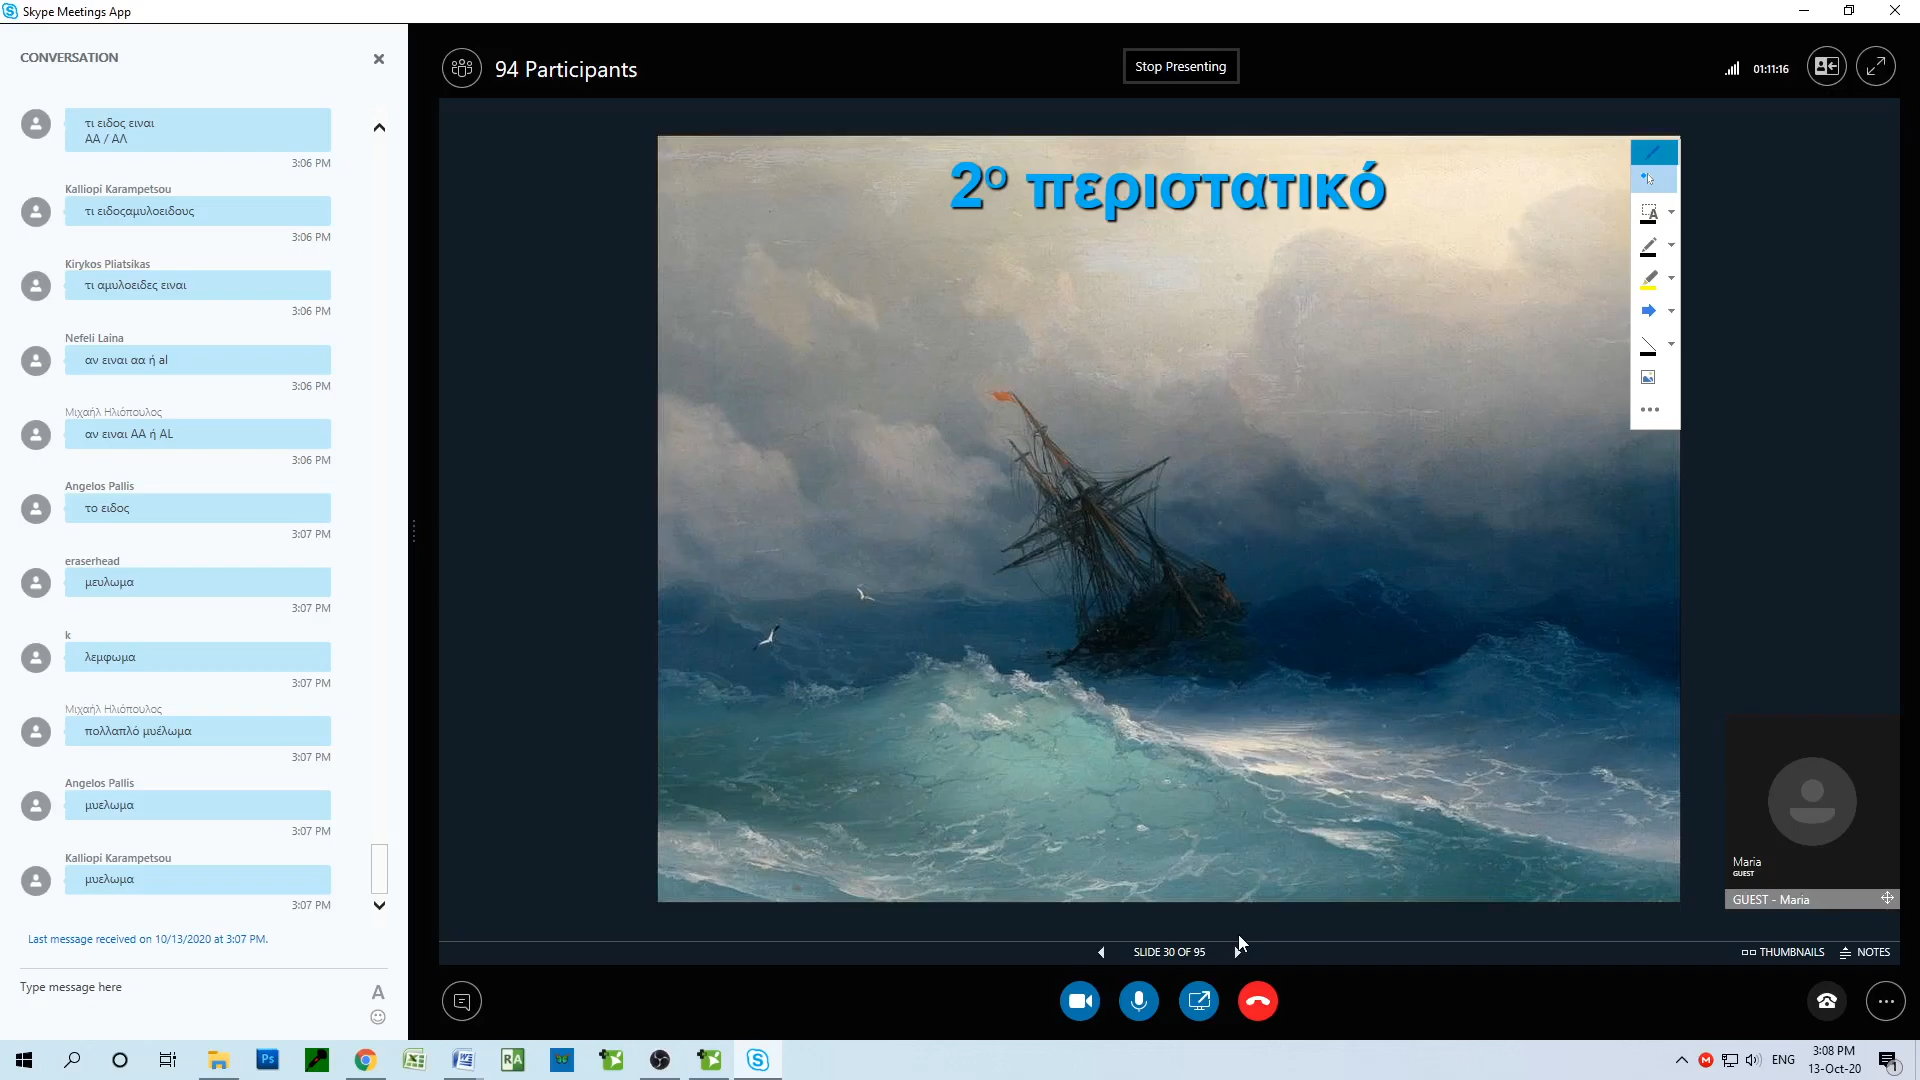 Skype Meetings App
CONVERSATION
τι ειδος ειναι
ΑΑ / ΑΛ
3:06 PM
Kalliopi Karampetsou
τι ειδοςαμυλοειδους
3:06 PM
Kirykos Pliatsikas
τι αμυλοειδες ειναι
3:06 PM
Nefeli Laina
αν ειναι αα ή al
3:06 PM
Μιχαήλ Ηλιόπουλος
αν ειναι ΑΑ ή AL
3:06 PM
Angelos Pallis
το ειδος
3:07 PM
eraserhead
μευλωμα
3:07 PM
k
λεμφωμα
3:07 PM
Μιχαήλ Ηλιόπουλος
πολλαπλό μυέλωμα
3:07 PM
Angelos Pallis
μυελωμα
3:07 PM
Kalliopi Karampetsou
μυελωμα
3:07 PM
Last message received on 10/13/2020 at 3:07 PM.
Type message here
A
94 Participants
Stop Presenting
01:11:16
2ο περιστατικό
A
Maria
GUEST
GUEST - Maria
SLIDE 30 OF 95
THUMBNAILS
NOTES
Ps
RA
ENG
3:08 PM
13-Oct-20
1